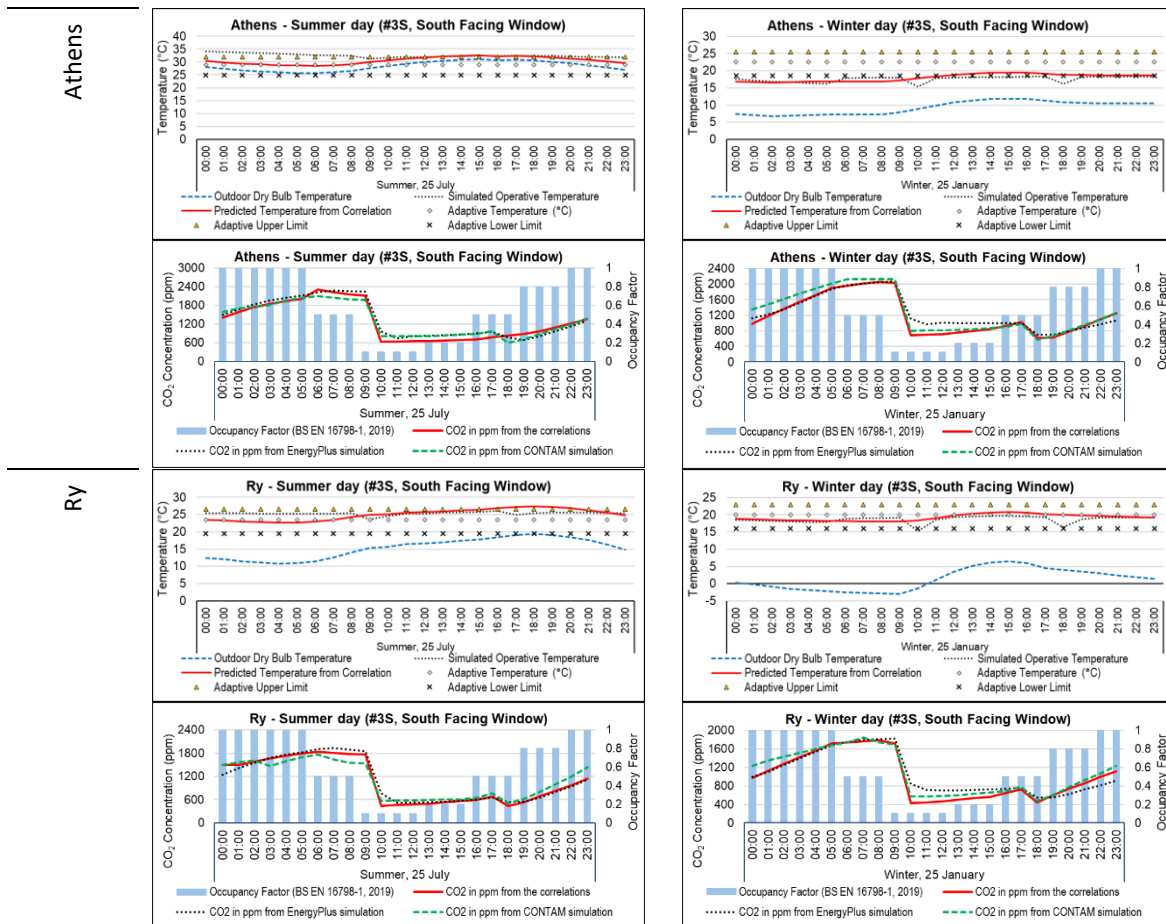 Athens
Athens - Summer day (#3S, South Facing Window)
Temperature (°C)
40
35
30
25
20
15
10
5
0
00:00 01:00 02:00 03:00 04:00 05:00 06:00 07:00 08:00 09:00 10:00 11:00 12:00 13:00 14:00 15:00 16:00 17:00 18:00 19:00 20:00 21:00 22:00 23:00
Summer, 25 July
Outdoor Dry Bulb Temperature
Simulated Operative Temperature
Predicted Temperature from Correlation
Adaptive Temperature (°C)
Adaptive Upper Limit
Adaptive Lower Limit
Athens - Winter day (#3S, South Facing Window)
Temperature (°C)
30
25
20
15
10
5
0
00:00 01:00 02:00 03:00 04:00 05:00 06:00 07:00 08:00 09:00 10:00 11:00 12:00 13:00 14:00 15:00 16:00 17:00 18:00 19:00 20:00 21:00 22:00 23:00
Winter, 25 January
Outdoor Dry Bulb Temperature
Simulated Operative Temperature
Predicted Temperature from Correlation
Adaptive Temperature (°C)
Adaptive Upper Limit
Adaptive Lower Limit
Athens - Summer day (#3S, South Facing Window)
CO₂ Concentration (ppm)
3000
2400
1800
1200
600
0
1
0.8
0.6
0.4
0.2
0
Occupancy Factor
00:00 01:00 02:00 03:00 04:00 05:00 06:00 07:00 08:00 09:00 10:00 11:00 12:00 13:00 14:00 15:00 16:00 17:00 18:00 19:00 20:00 21:00 22:00 23:00
Summer, 25 July
Occupancy Factor (BS EN 16798-1, 2019)
CO2 in ppm from the correlations
CO2 in ppm from EnergyPlus simulation
CO2 in ppm from CONTAM simulation
Athens - Winter day (#3S, South Facing Window)
CO₂ Concentration (ppm)
2400
2000
1600
1200
800
400
0
1
0.8
0.6
0.4
0.2
0
Occupancy Factor
00:00 01:00 02:00 03:00 04:00 05:00 06:00 07:00 08:00 09:00 10:00 11:00 12:00 13:00 14:00 15:00 16:00 17:00 18:00 19:00 20:00 21:00 22:00 23:00
Winter, 25 January
Occupancy Factor (BS EN 16798-1, 2019)
CO2 in ppm from the correlations
CO2 in ppm from EnergyPlus simulation
CO2 in ppm from CONTAM simulation
Ry
Ry - Summer day (#3S, South Facing Window)
Temperature (°C)
30
25
20
15
10
5
0
00:00 01:00 02:00 03:00 04:00 05:00 06:00 07:00 08:00 09:00 10:00 11:00 12:00 13:00 14:00 15:00 16:00 17:00 18:00 19:00 20:00 21:00 22:00 23:00
Summer, 25 July
Outdoor Dry Bulb Temperature
Simulated Operative Temperature
Predicted Temperature from Correlation
Adaptive Temperature (°C)
Adaptive Upper Limit
Adaptive Lower Limit
Ry - Winter day (#3S, South Facing Window)
Temperature (°C)
25
20
15
10
5
0
-5
00:00 01:00 02:00 03:00 04:00 05:00 06:00 07:00 08:00 09:00 10:00 11:00 12:00 13:00 14:00 15:00 16:00 17:00 18:00 19:00 20:00 21:00 22:00 23:00
Winter, 25 January
Outdoor Dry Bulb Temperature
Simulated Operative Temperature
Predicted Temperature from Correlation
Adaptive Temperature (°C)
Adaptive Upper Limit
Adaptive Lower Limit
Ry - Summer day (#3S, South Facing Window)
CO₂ Concentration (ppm)
2400
1800
1200
600
0
1
0.8
0.6
0.4
0.2
0
Occupancy Factor
00:00 01:00 02:00 03:00 04:00 05:00 06:00 07:00 08:00 09:00 10:00 11:00 12:00 13:00 14:00 15:00 16:00 17:00 18:00 19:00 20:00 21:00 22:00 23:00
Summer, 25 July
Occupancy Factor (BS EN 16798-1, 2019)
CO2 in ppm from the correlations
CO2 in ppm from EnergyPlus simulation
CO2 in ppm from CONTAM simulation
Ry - Winter day (#3S, South Facing Window)
CO₂ Concentration (ppm)
2000
1600
1200
800
400
0
1
0.8
0.6
0.4
0.2
0
Occupancy Factor
00:00 01:00 02:00 03:00 04:00 05:00 06:00 07:00 08:00 09:00 10:00 11:00 12:00 13:00 14:00 15:00 16:00 17:00 18:00 19:00 20:00 21:00 22:00 23:00
Winter, 25 January
Occupancy Factor (BS EN 16798-1, 2019)
CO2 in ppm from the correlations
CO2 in ppm from EnergyPlus simulation
CO2 in ppm from CONTAM simulation